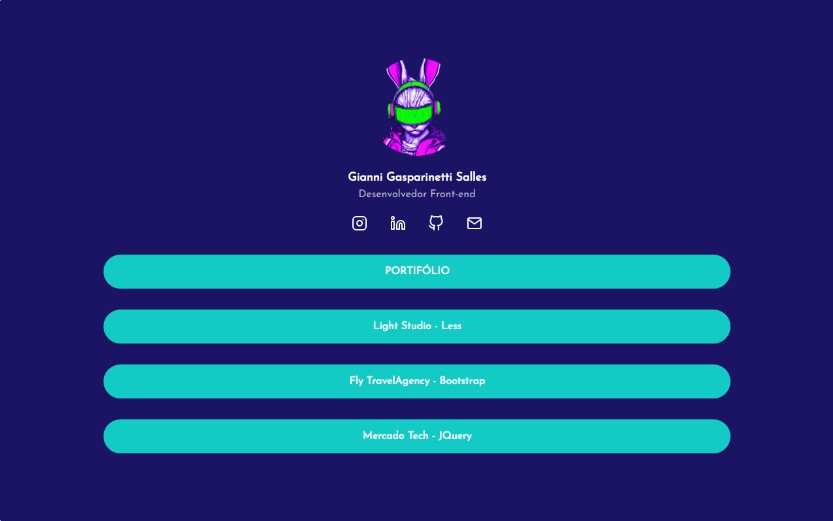 Gianni Gasparinetti Salles
Desenvolvedor Front-end
PORTIFÓLIO
Light Studio - Less
Fly TravelAgency - Bootstrap
Mercado Tech - JQuery